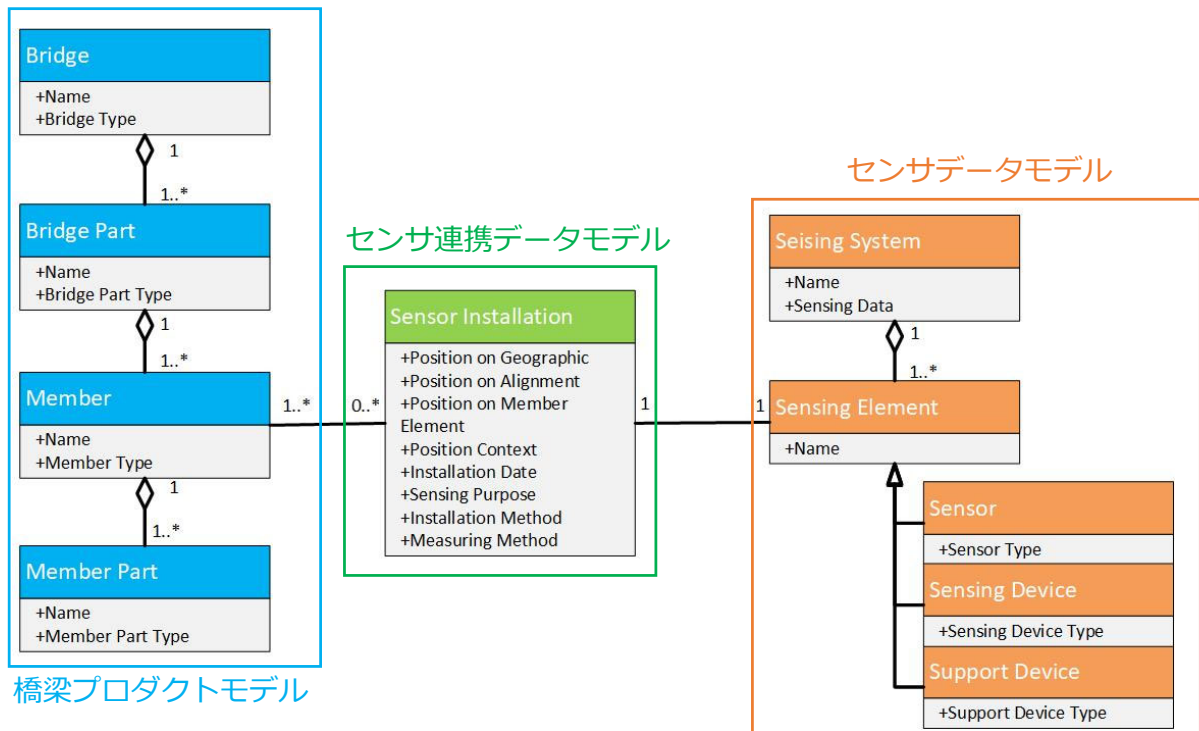 Bridge
+Name
+Bridge Type
1
1..*
Bridge Part
+Name
+Bridge Part Type
1
1..*
Member
+Name
+Member Type
1
1..*
Member Part
+Name
+Member Part Type
橋梁プロダクトモデル
1..*
0..*
センサ連携データモデル
Sensor Installation
+Position on Geographic
+Position on Alignment
+Position on Member
Element
+Position Context
+Installation Date
+Sensing Purpose
+Installation Method
+Measuring Method
1
1
センサデータモデル
Seising System
+Name
+Sensing Data
1
1..*
Sensing Element
+Name
Sensor
+Sensor Type
Sensing Device
+Sensing Device Type
Support Device
+Support Device Type